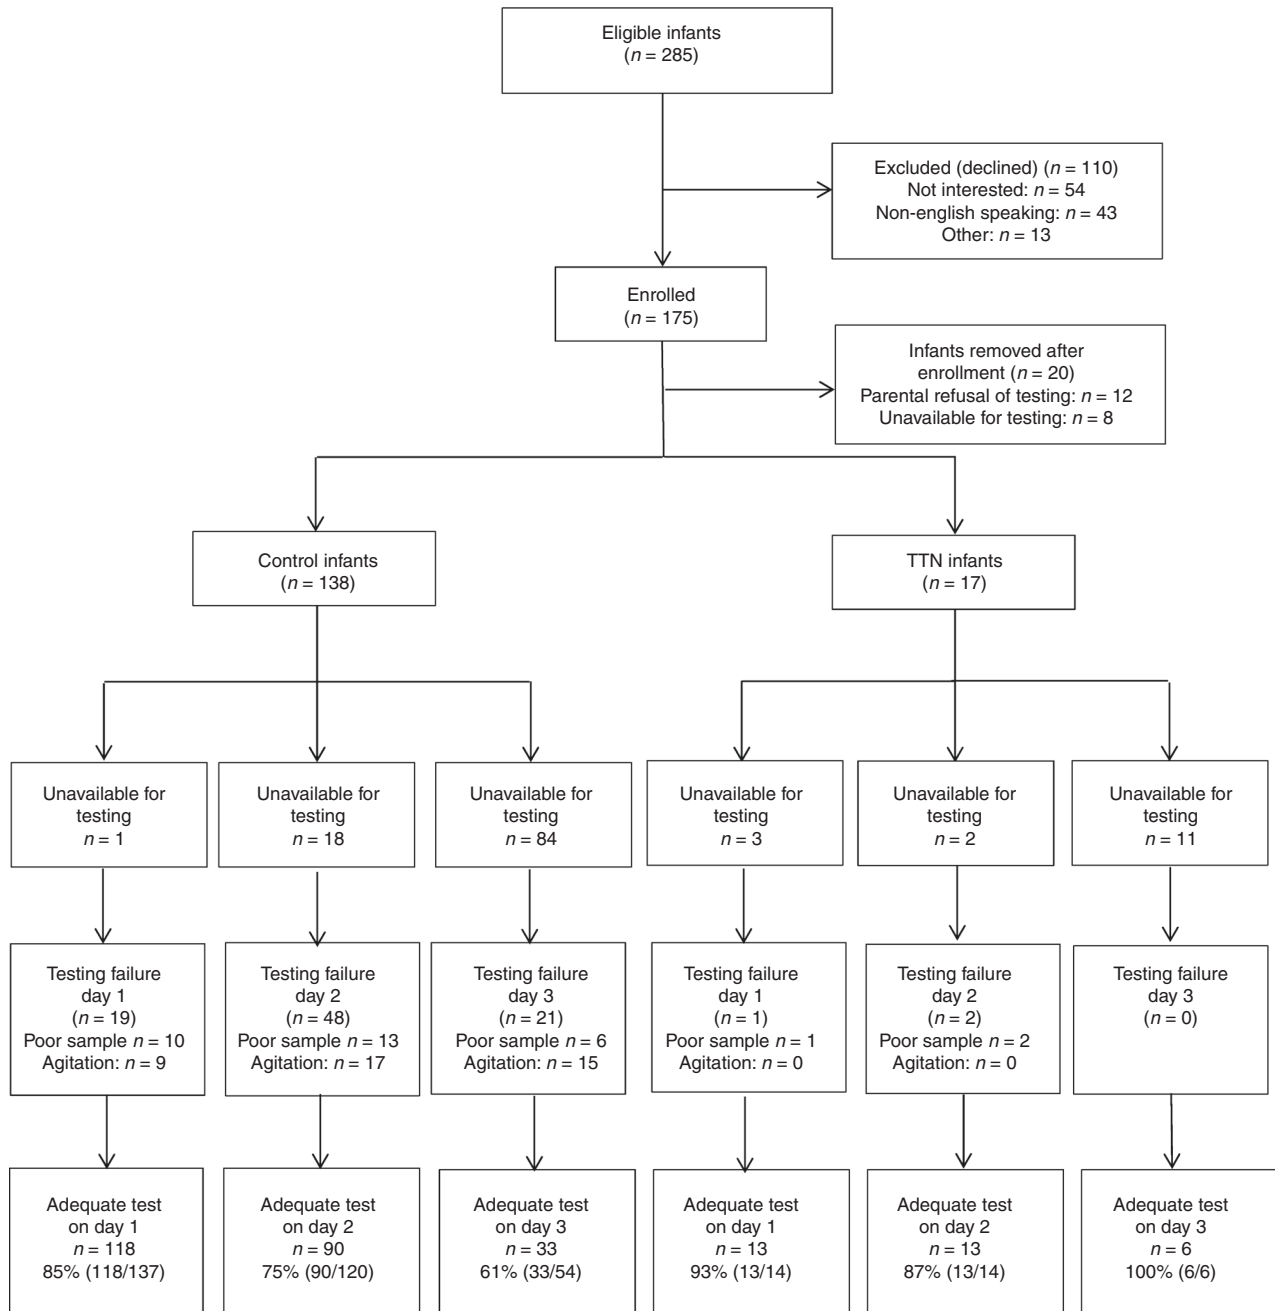 Eligible infants
(n = 285)
Excluded (declined) (n = 110)
Not interested: n = 54
Non-english speaking: n = 43
Other: n = 13
Enrolled
(n = 175)
Infants removed after
enrollment (n = 20)
Parental refusal of testing: n = 12
Unavailable for testing: n = 8
Control infants
(n = 138)
TTN infants
(n = 17)
Unavailable for
testing
n = 1
Unavailable for
testing
n = 18
Unavailable for
testing
n = 84
Unavailable for
testing
n = 3
Unavailable for
testing
n = 2
Unavailable for
testing
n = 11
Testing failure
day 1
(n = 19)
Poor sample n = 10
Agitation: n = 9
Testing failure
day 2
(n = 48)
Poor sample n = 13
Agitation: n = 17
Testing failure
day 3
(n = 21)
Poor sample n = 6
Agitation: n = 15
Testing failure
day 1
(n = 1)
Poor sample n = 1
Agitation: n = 0
Testing failure
day 2
(n = 2)
Poor sample n = 2
Agitation: n = 0
Testing failure
day 3
(n = 0)
Adequate test
on day 1
n = 118
85% (118/137)
Adequate test
on day 2
n = 90
75% (90/120)
Adequate test
on day 3
n = 33
61% (33/54)
Adequate test
on day 1
n = 13
93% (13/14)
Adequate test
on day 2
n = 13
87% (13/14)
Adequate test
on day 3
n = 6
100% (6/6)